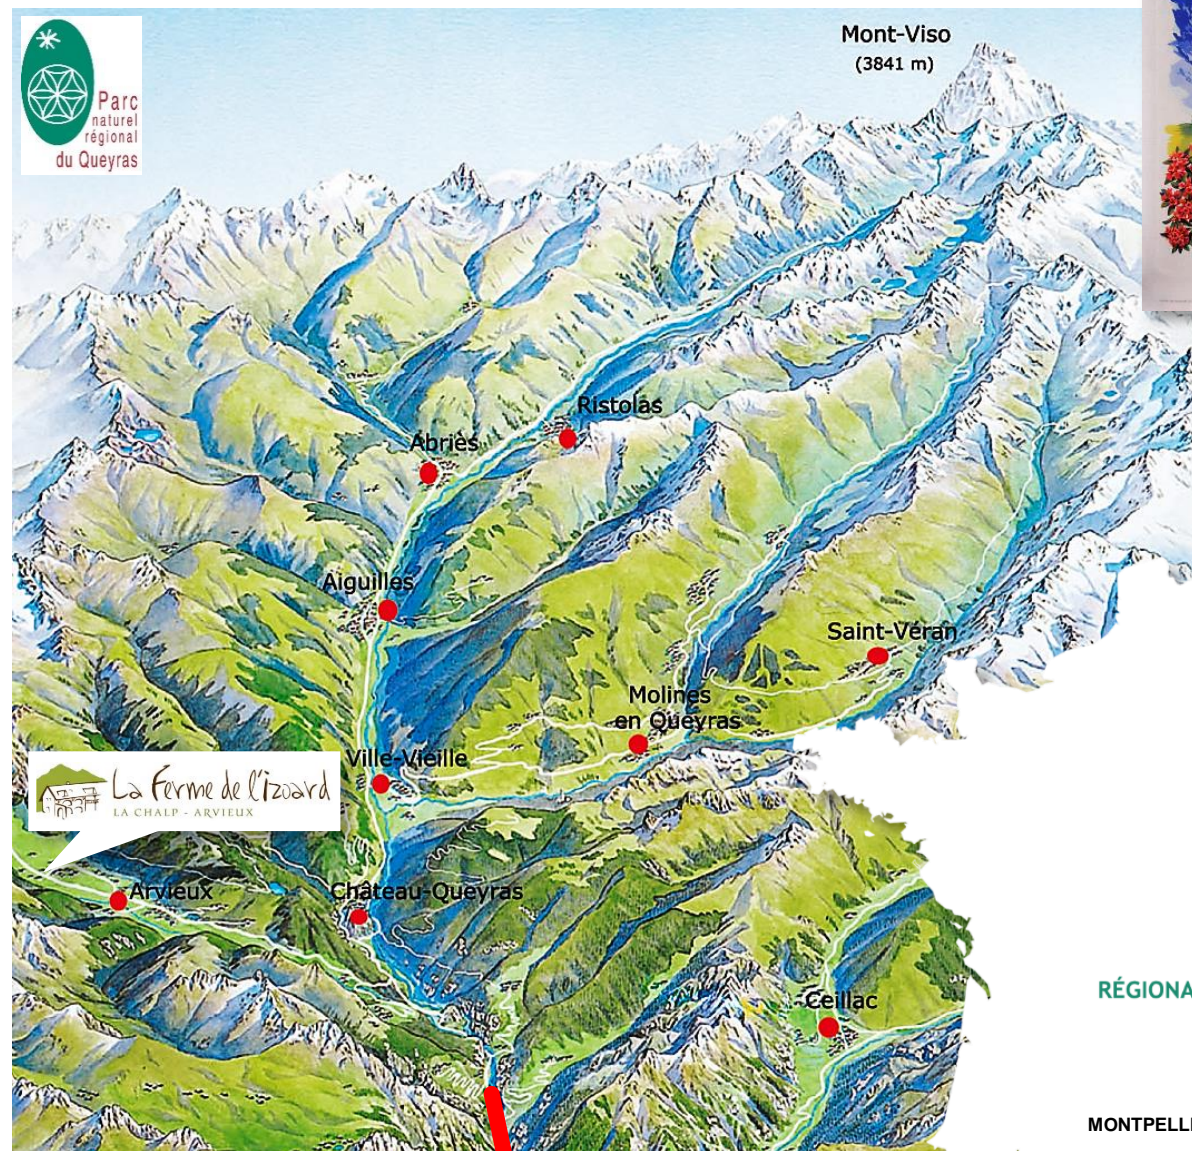 Mont-Viso
(3841 m)
Parc
naturel
régional
du Queyras
Ristolas
Abriès
Aiguilles
Saint-Véran
Molines
en Queyras
Ville-Vieille
La Ferme de l'Izoard
LA CHALP - ARVIEUX
Arvieux
Château-Queyras
Ceillac
RÉGIONA
MONTPELLI